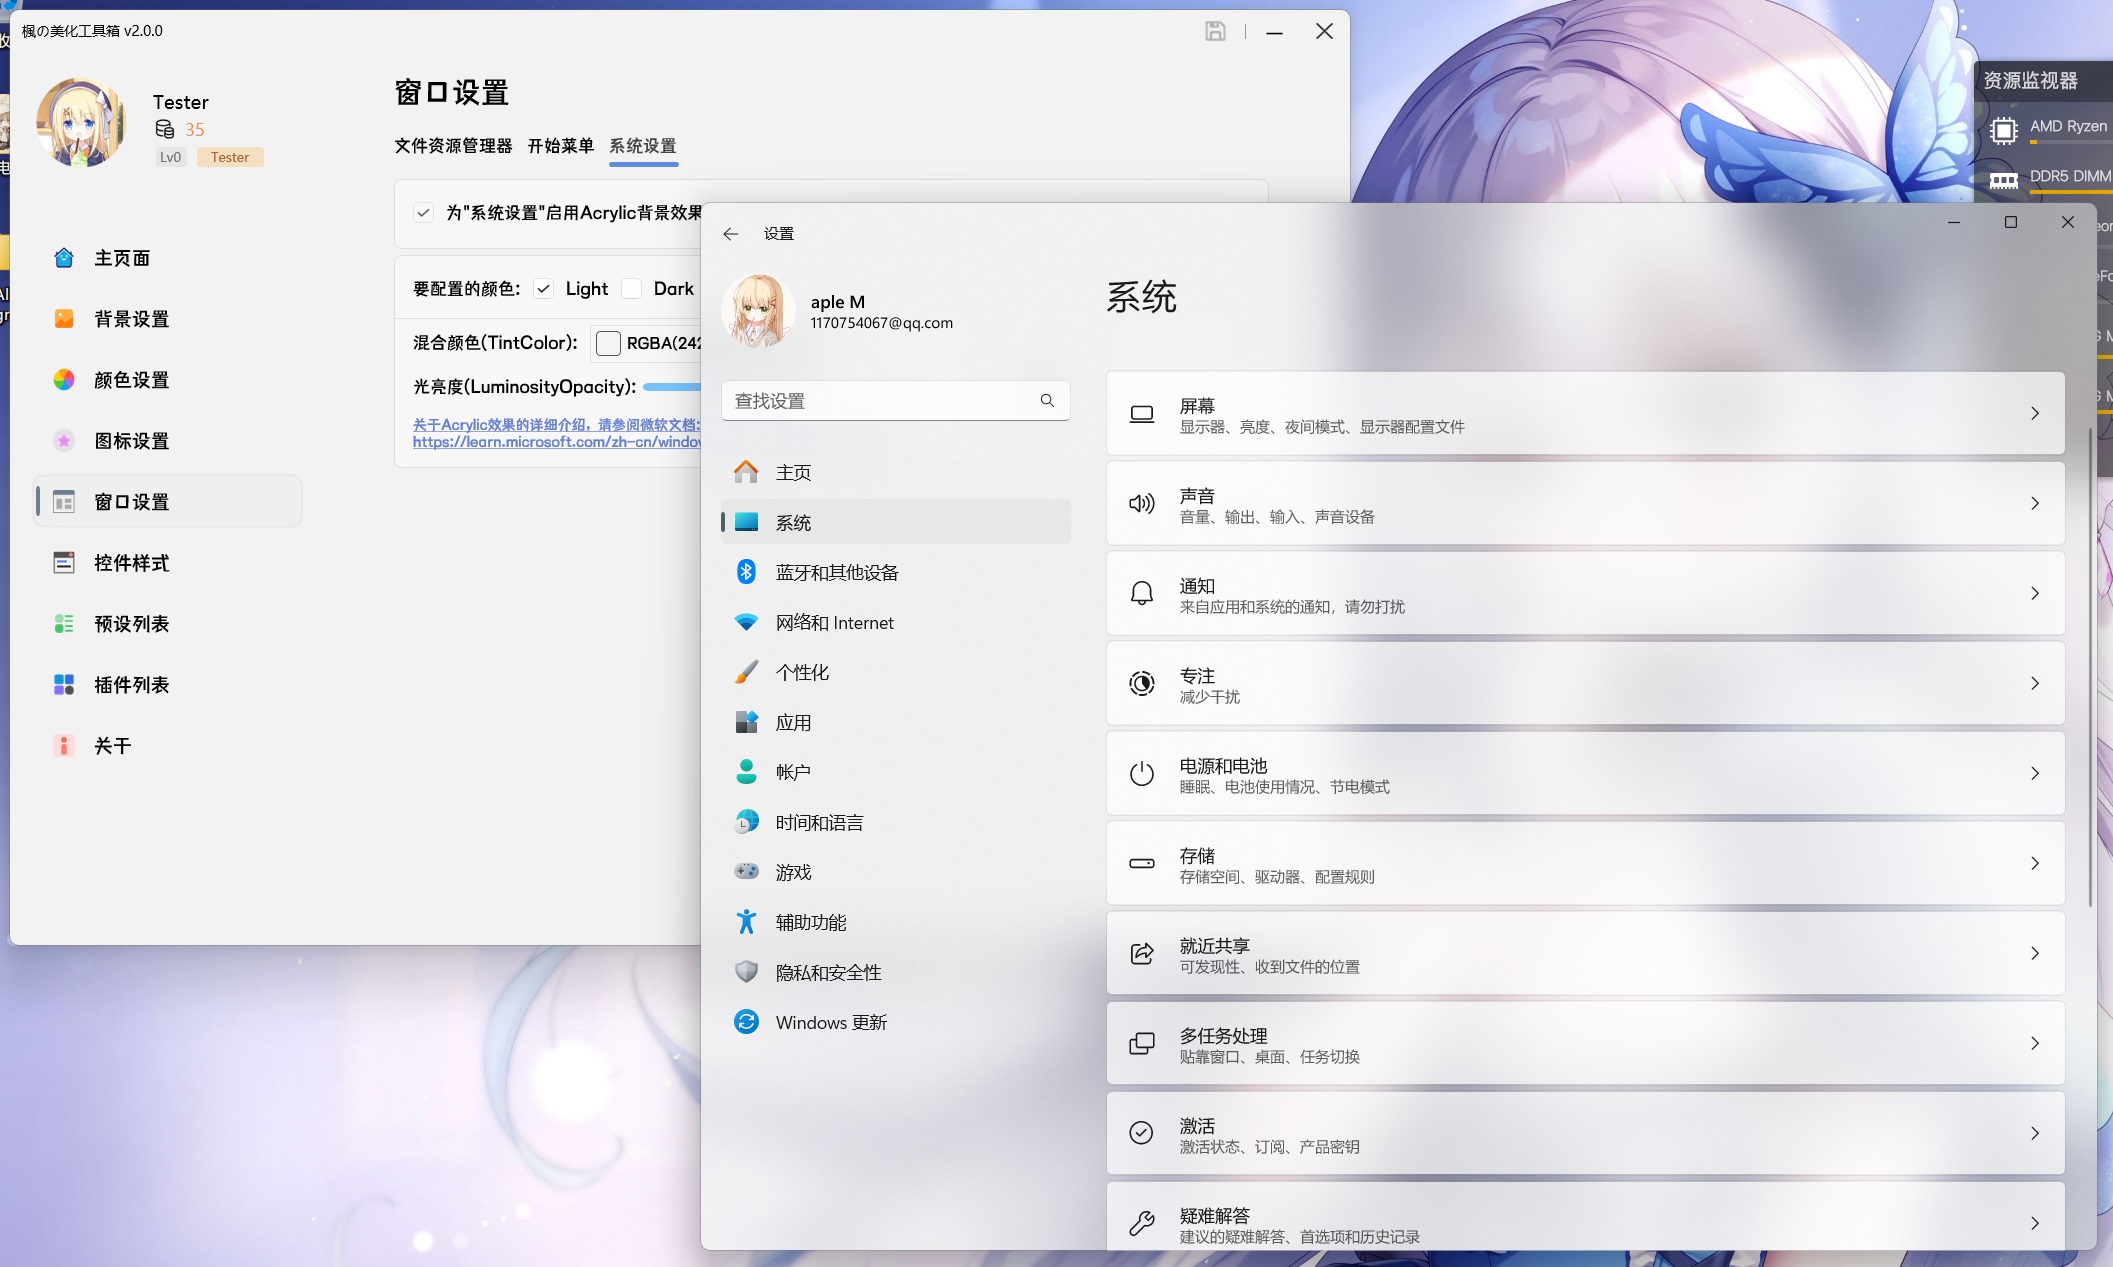 楓の美化工具箱 v2.0.0
Tester
35
Lv0
Tester
主页面
背景设置
颜色设置
图标设置
窗口设置
控件样式
预设列表
插件列表
关于
窗口设置
文件资源管理器 开始菜单 系统设置
为"系统设置"启用Acrylic背景效果
要配置的颜色: Light Dark
混合颜色(TintColor): RGBA(242
光亮度(LuminosityOpacity):
关于Acrylic效果的详细介绍，请参阅微软文档:
https://learn.microsoft.com/zh-cn/window
设置
aple M
1170754067@qq.com
查找设置
主页
系统
蓝牙和其他设备
网络和 Internet
个性化
应用
帐户
时间和语言
游戏
辅助功能
隐私和安全性
Windows 更新
系统
屏幕
显示器、亮度、夜间模式、显示器配置文件
声音
音量、输出、输入、声音设备
通知
来自应用和系统的通知，请勿打扰
专注
减少干扰
电源和电池
睡眠、电池使用情况、节电模式
存储
存储空间、驱动器、配置规则
就近共享
可发现性、收到文件的位置
多任务处理
贴靠窗口、桌面、任务切换
激活
激活状态、订阅、产品密钥
疑难解答
建议的疑难解答、首选项和历史记录
资源监视器
AMD Ryzen
DDR5 DIMM